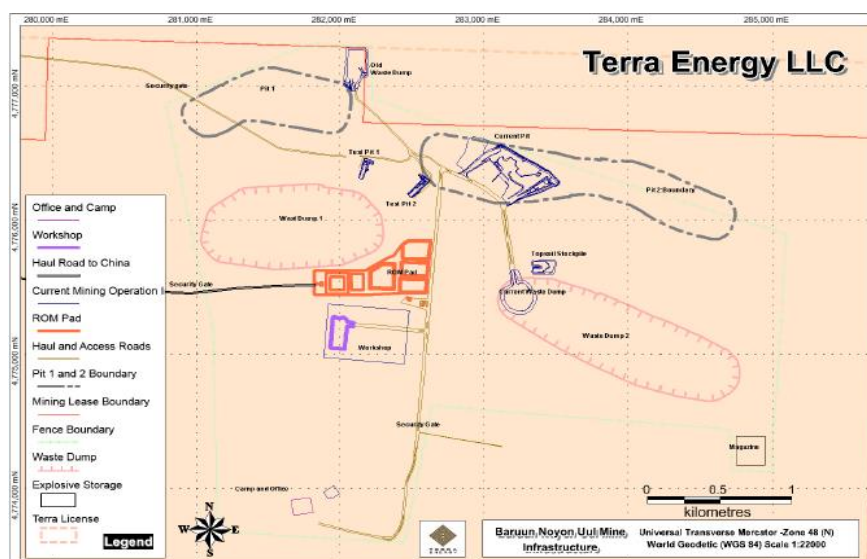 280,000 mE
281,000 mE
282,000 mE
283,000 mE
284,000 mE
285,000 mE
Terra Energy LLC
4,777,000 mN
4,776,000 mN
4,775,000 mN
4,774,000 mN
Security gate
Pit 1
Old
Waste Dump
Current Pit
Test Pit 1
Test Pit 2
Pit 2 Boundary
Wast Dump 1
Topsoil Stockpile
Security Gate
ROM Pad
Current Waste Dump
Waste Dump 2
Workshop
Security Gate
Magazine
Camp and Office
Office and Camp
Workshop
Haul Road to China
Current Mining Operation I
ROM Pad
Haul and Access Roads
Pit 1 and 2 Boundary
Mining Lease Boundary
Fence Boundary
Waste Dump
Explosive Storage
Terra License
Legend
N
W
E
S
0 0.5 1
kilometres
Baruun Noyon Uul Mine
Infrastructure,
Universal Transverse Mercator -Zone 48 (N)
World Geodetic (WGS 84) Scale 1:22000